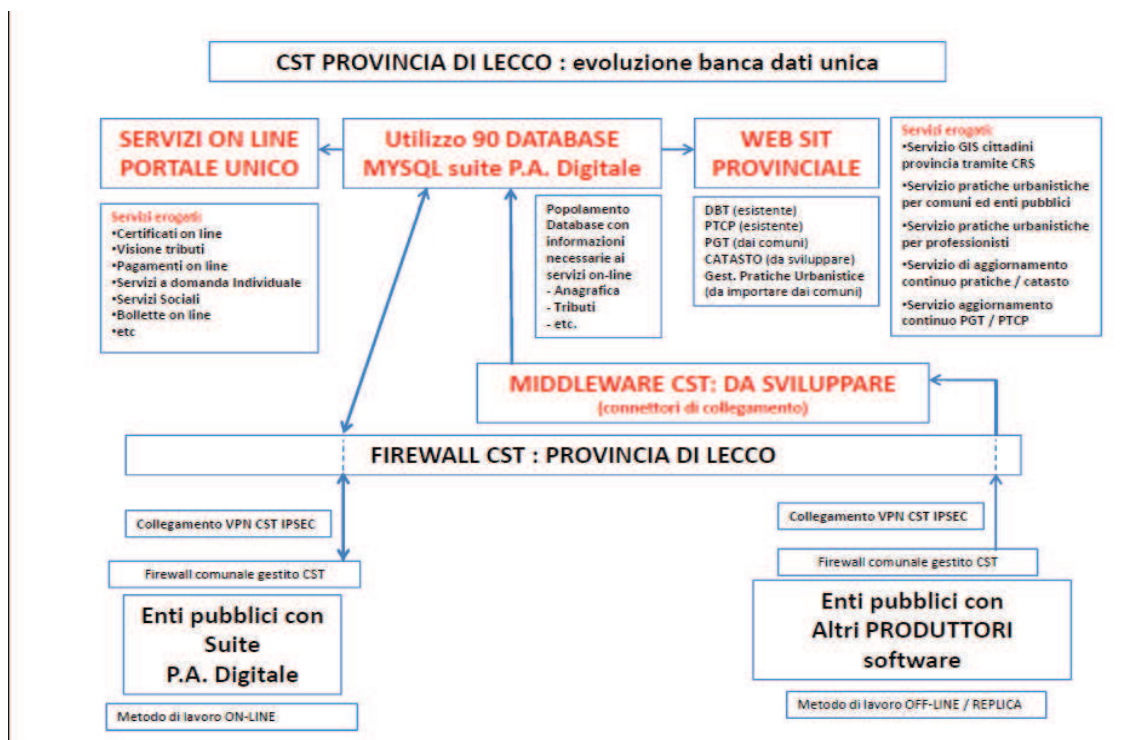 CST PROVINCIA DI LECCO : evoluzione banca dati unica
SERVIZI ON LINE
PORTALE UNICO
Utilizzo 90 DATABASE
MYSQL suite P.A. Digitale
WEB SIT
PROVINCIALE
Servizi erogati:
•Servizio GIS cittadini
provincia tramite CRS
•Servizio pratiche urbanistiche
per comuni ed enti pubblici
•Servizio pratiche urbanistiche
per professionisti
•Servizio di aggiornamento
continuo pratiche / catasto
•Servizio aggiornamento
continuo PGT / PTCP
Servizi erogati:
•Certificati on line
•Visione tributi
•Pagamenti on line
•Servizi a domanda Individuale
•Servizi Sociali
•Bollette on line
•etc
Popolamento
Database con
informazioni
necessarie ai
servizi on-line
- Anagrafica
- Tributi
- etc.
DBT (esistente)
PTCP (esistente)
PGT (dai comuni)
CATASTO (da sviluppare)
Gest. Pratiche Urbanistice
(da importare dai comuni)
MIDDLEWARE CST: DA SVILUPPARE
(connettori di collegamento)
FIREWALL CST : PROVINCIA DI LECCO
Collegamento VPN CST IPSEC
Firewall comunale gestito CST
Enti pubblici con
Suite
P.A. Digitale
Metodo di lavoro ON-LINE
Collegamento VPN CST IPSEC
Firewall comunale gestito CST
Enti pubblici con
Altri PRODUTTORI
software
Metodo di lavoro OFF-LINE / REPLICA